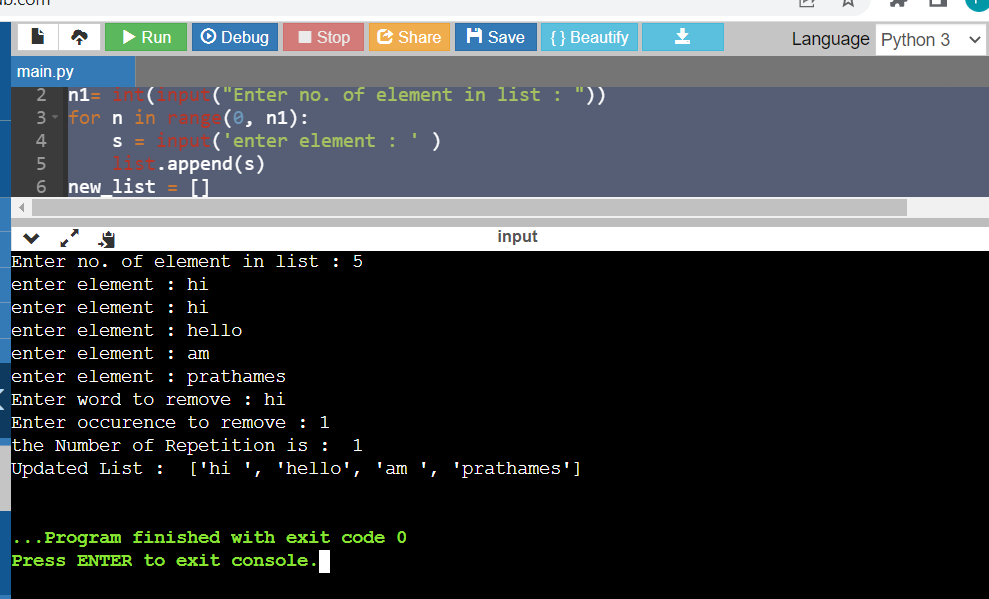 Run Debug Stop Share Save { } Beautify Language Python 3
main.py
2 n1= int(input("Enter no. of element in list : "))
3 for n in range(0, n1):
4 s = input('enter element : ' )
5 list.append(s)
6 new_list = []
input
Enter no. of element in list : 5
enter element : hi
enter element : hi
enter element : hello
enter element : am
enter element : prathames
Enter word to remove : hi
Enter occurence to remove : 1
the Number of Repetition is :  1
Updated List :  ['hi ', 'hello', 'am ', 'prathames']
...Program finished with exit code 0
Press ENTER to exit console.